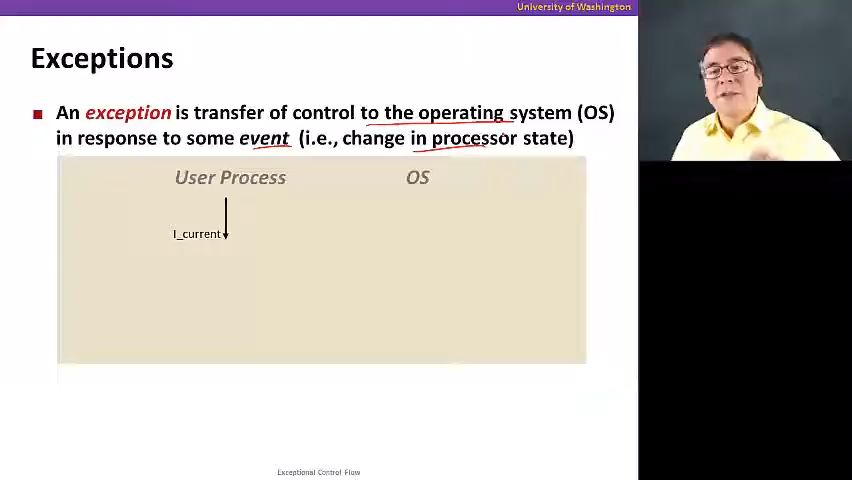 University of Washington
Exceptions
An exception is transfer of control to the operating system (OS)
in response to some event (i.e., change in processor state)
User Process OS
I_current
Exceptional Control Flow